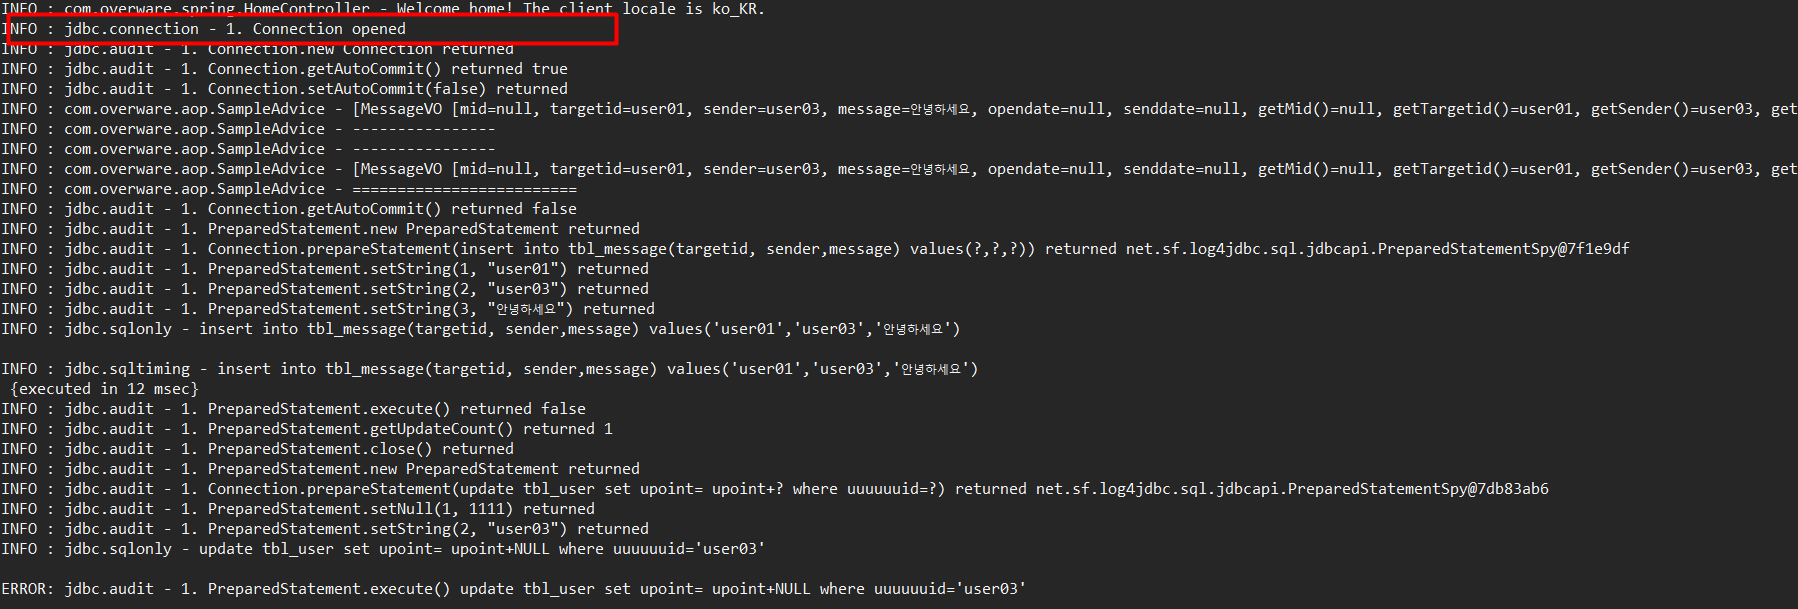 INFO : com.overware.spring.HomeController - Welcome home! The client locale is ko_KR.
INFO : jdbc.connection - 1. Connection opened
INFO : jdbc.audit - 1. Connection.new Connection returned
INFO : jdbc.audit - 1. Connection.getAutoCommit() returned true
INFO : jdbc.audit - 1. Connection.setAutoCommit(false) returned
INFO : com.overware.aop.SampleAdvice - [MessageVO [mid=null, targetid=user01, sender=user03, message=안녕하세요, opendate=null, senddate=null, getMid()=null, getTargetid()=user01, getSender()=user03, get
INFO : com.overware.aop.SampleAdvice - ----------------
INFO : com.overware.aop.SampleAdvice - ----------------
INFO : com.overware.aop.SampleAdvice - [MessageVO [mid=null, targetid=user01, sender=user03, message=안녕하세요, opendate=null, senddate=null, getMid()=null, getTargetid()=user01, getSender()=user03, get
INFO : com.overware.aop.SampleAdvice - =========================
INFO : jdbc.audit - 1. Connection.getAutoCommit() returned false
INFO : jdbc.audit - 1. PreparedStatement.new PreparedStatement returned
INFO : jdbc.audit - 1. Connection.prepareStatement(insert into tbl_message(targetid, sender,message) values(?,?,?)) returned net.sf.log4jdbc.sql.jdbcapi.PreparedStatementSpy@7f1e9df
INFO : jdbc.audit - 1. PreparedStatement.setString(1, "user01") returned
INFO : jdbc.audit - 1. PreparedStatement.setString(2, "user03") returned
INFO : jdbc.audit - 1. PreparedStatement.setString(3, "안녕하세요") returned
INFO : jdbc.sqlonly - insert into tbl_message(targetid, sender,message) values('user01','user03','안녕하세요')
INFO : jdbc.sqltiming - insert into tbl_message(targetid, sender,message) values('user01','user03','안녕하세요')
{executed in 12 msec}
INFO : jdbc.audit - 1. PreparedStatement.execute() returned false
INFO : jdbc.audit - 1. PreparedStatement.getUpdateCount() returned 1
INFO : jdbc.audit - 1. PreparedStatement.close() returned
INFO : jdbc.audit - 1. PreparedStatement.new PreparedStatement returned
INFO : jdbc.audit - 1. Connection.prepareStatement(update tbl_user set upoint= upoint+? where uuuuuuid=?) returned net.sf.log4jdbc.sql.jdbcapi.PreparedStatementSpy@7db83ab6
INFO : jdbc.audit - 1. PreparedStatement.setNull(1, 1111) returned
INFO : jdbc.audit - 1. PreparedStatement.setString(2, "user03") returned
INFO : jdbc.sqlonly - update tbl_user set upoint= upoint+NULL where uuuuuuid='user03'
ERROR: jdbc.audit - 1. PreparedStatement.execute() update tbl_user set upoint= upoint+NULL where uuuuuuid='user03'